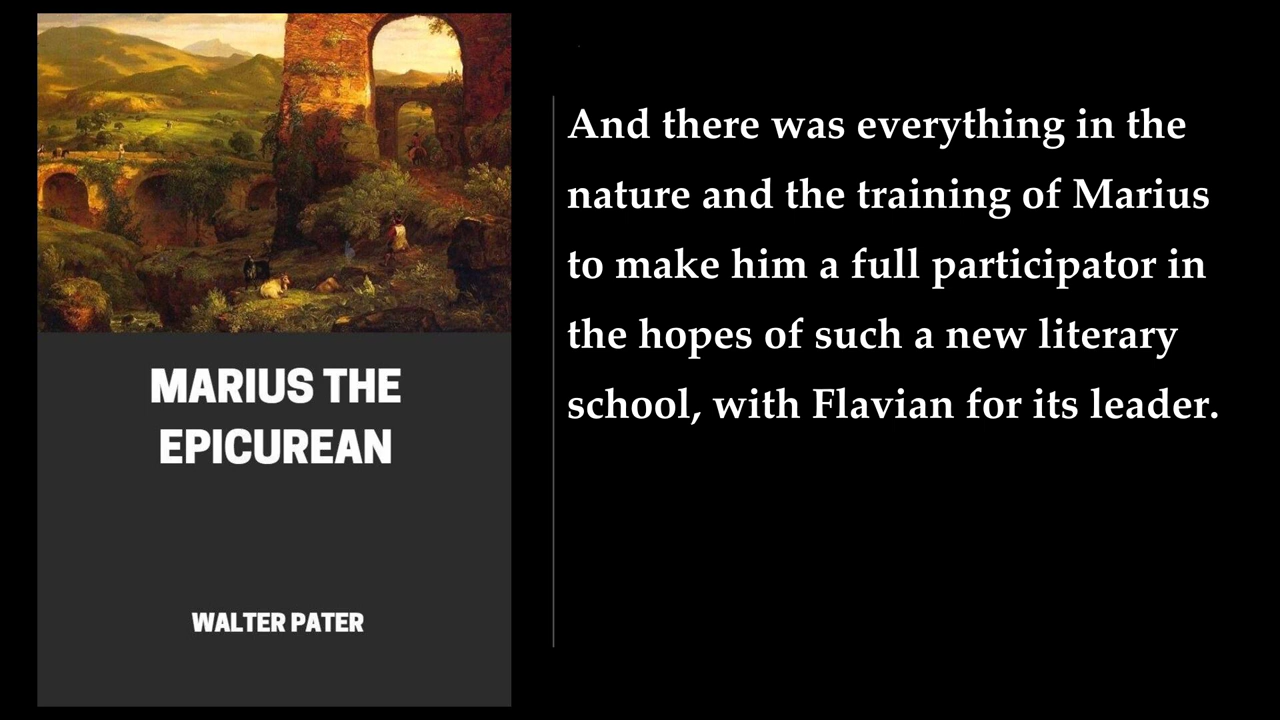 MARIUS THE
EPICUREAN
WALTER PATER
And there was everything in the
nature and the training of Marius
to make him a full participator in
the hopes of such a new literary
school, with Flavian for its leader.